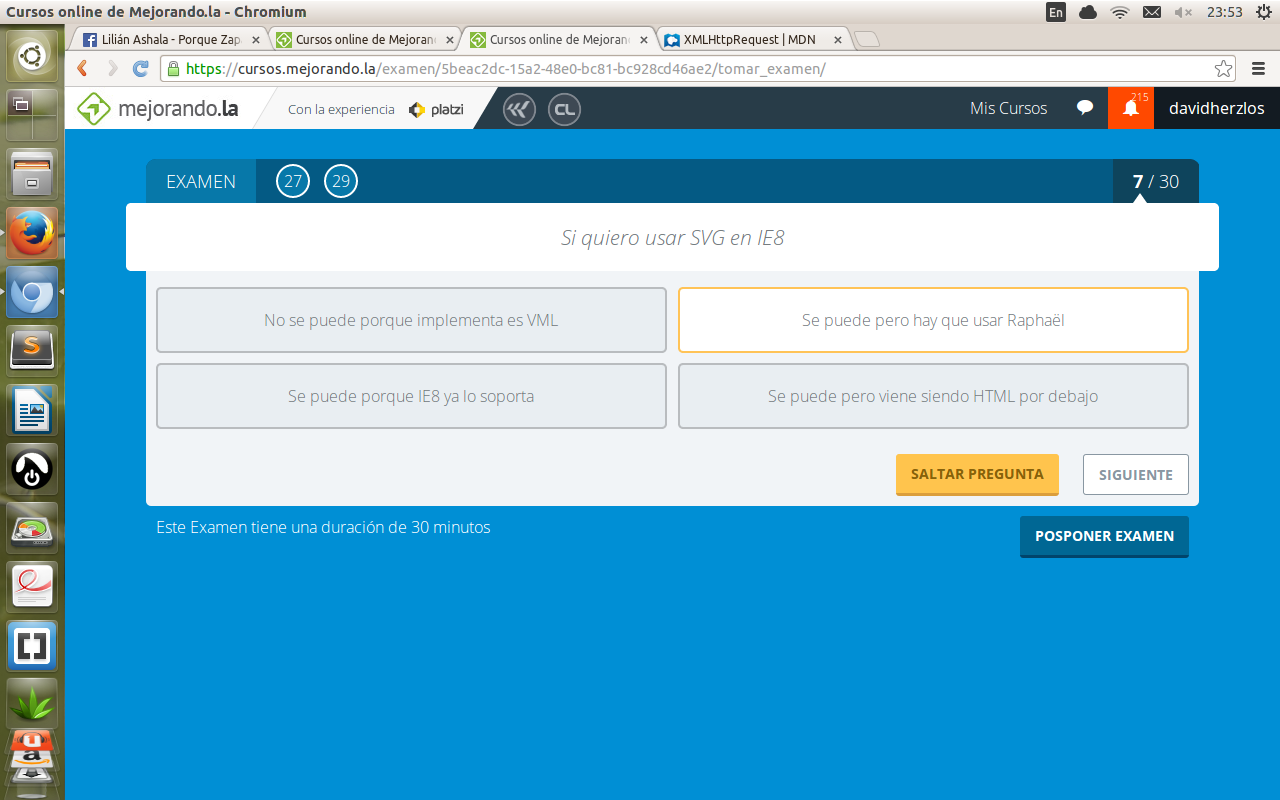 Cursos online de Mejorando.la - Chromium
En
23:53
Lilián Ashala - Porque Zap
Cursos online de Mejoran
Cursos online de Mejoran
XMLHttpRequest | MDN
https://cursos.mejorando.la/examen/5beac2dc-15a2-48e0-bc81-bc928cd46ae2/tomar_examen/
mejorando.la
Con la experiencia
platzi
CL
Mis Cursos
215
davidherzlos
EXAMEN
27
29
7 / 30
Si quiero usar SVG en IE8
No se puede porque implementa es VML
Se puede pero hay que usar Raphaël
Se puede porque IE8 ya lo soporta
Se puede pero viene siendo HTML por debajo
SALTAR PREGUNTA
SIGUIENTE
Este Examen tiene una duración de 30 minutos
POSPONER EXAMEN